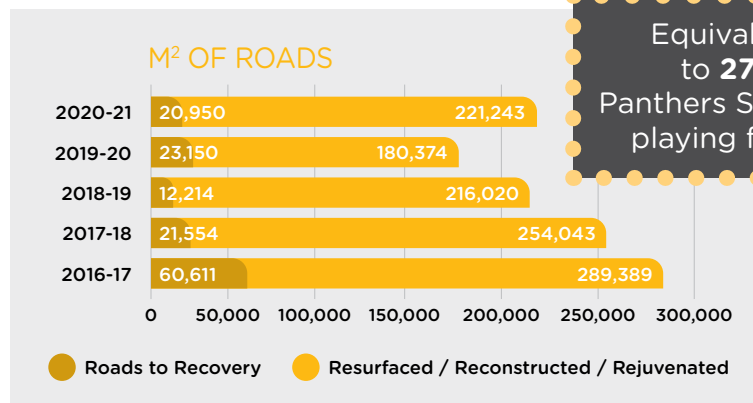 M² OF ROADS
Equival
to 27
Panthers S
playing f
2020-21 20,950 221,243
2019-20 23,150 180,374
2018-19 12,214 216,020
2017-18 21,554 254,043
2016-17 60,611 289,389
0 50,000 100,000 150,000 200,000 250,000 300,000
Roads to Recovery Resurfaced / Reconstructed / Rejuvenated